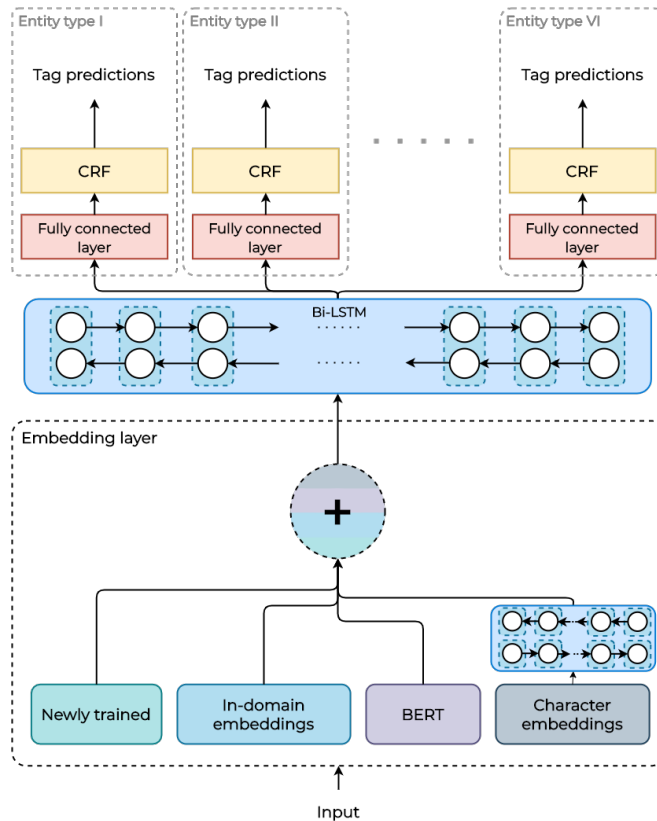 Entity type I
Entity type II
Entity type VI
Tag predictions
Tag predictions
Tag predictions
CRF
CRF
CRF
Fully connected
layer
Fully connected
layer
Fully connected
layer
Bi-LSTM
Embedding layer
+
Newly trained
In-domain
embeddings
BERT
Character
embeddings
Input